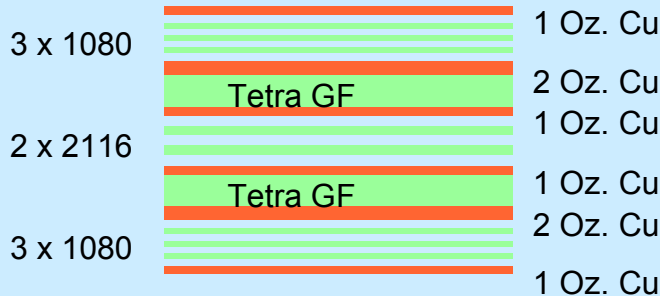 1 Oz. Cu
3 x 1080
2 Oz. Cu
Tetra GF
1 Oz. Cu
2 x 2116
1 Oz. Cu
Tetra GF
2 Oz. Cu
3 x 1080
1 Oz. Cu